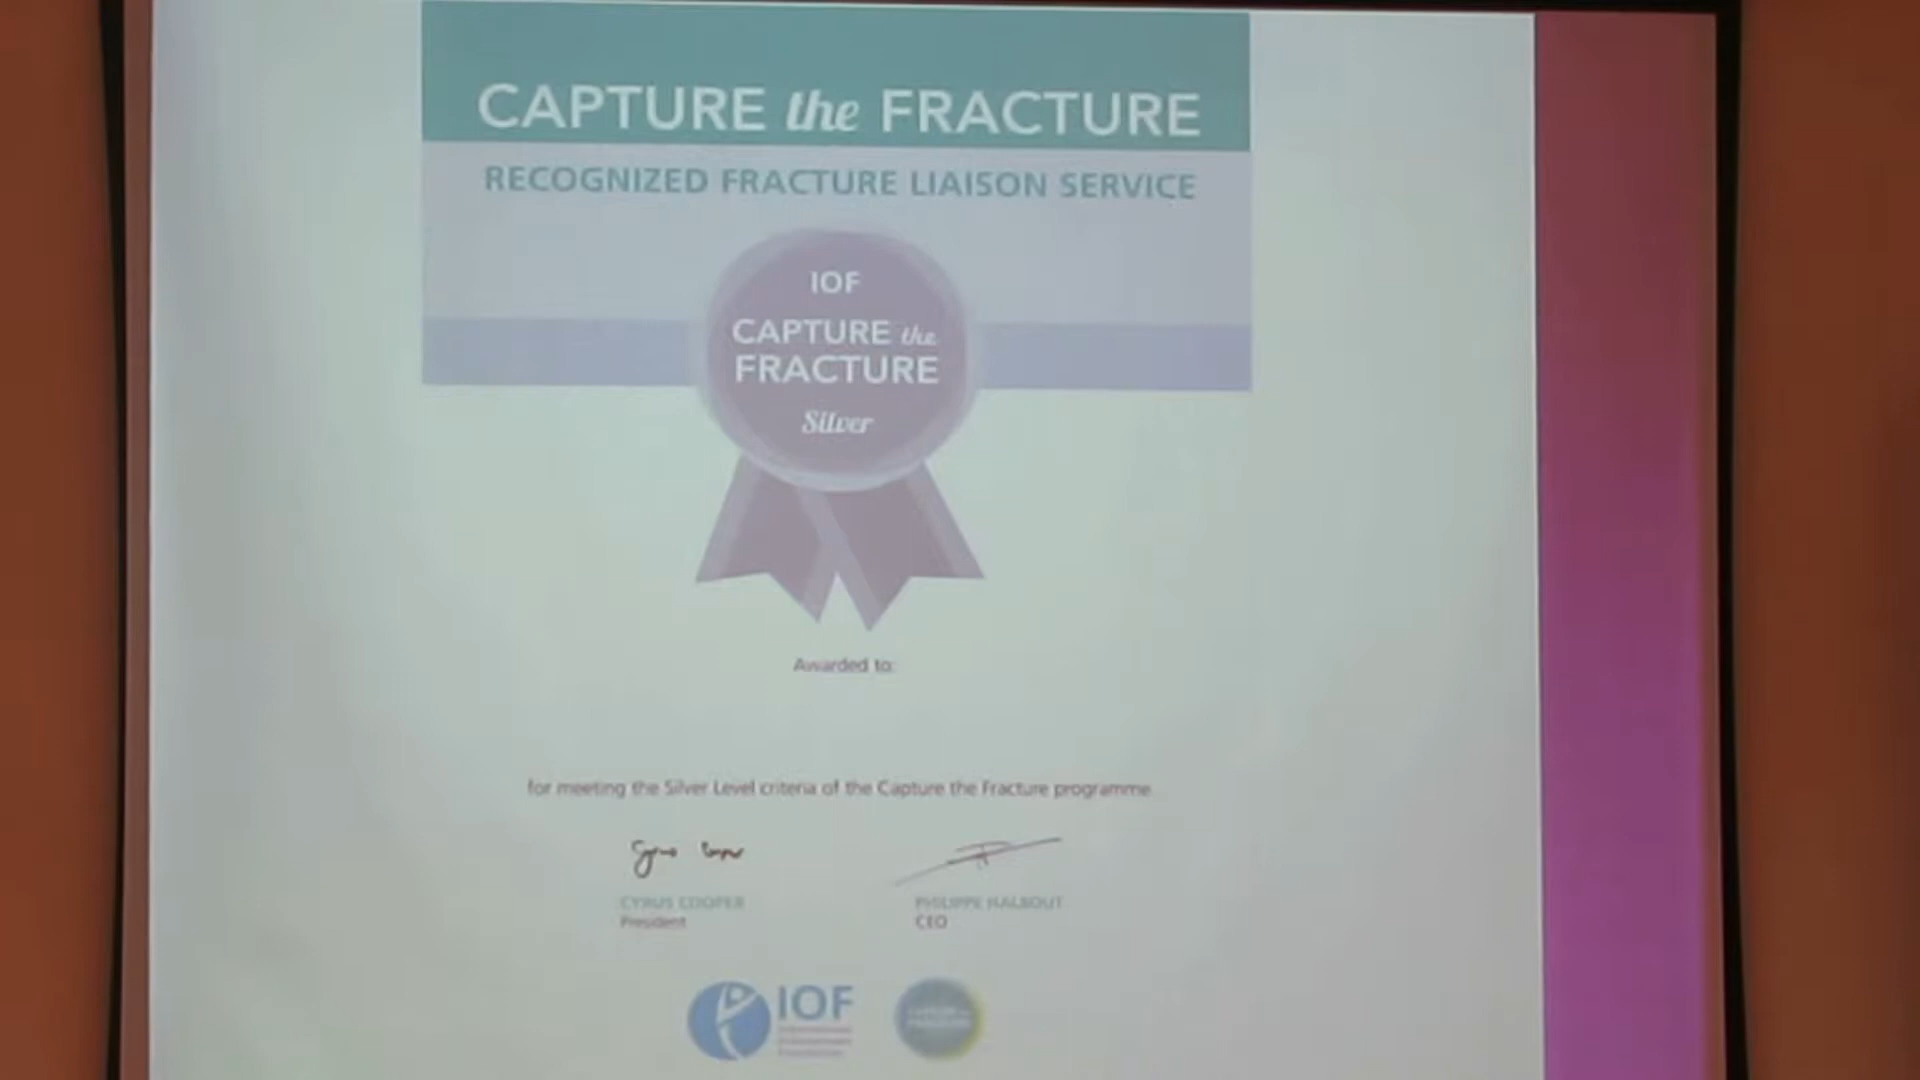 CAPTURE the FRACTURE
RECOGNIZED FRACTURE LIAISON SERVICE
IOF
CAPTURE the
FRACTURE
Silver
Awarded to:
for meeting the Silver Level criteria of the Capture the Fracture programme
CYRUS COOPER
President
PHILIPPE HALBOUT
CEO
IOF